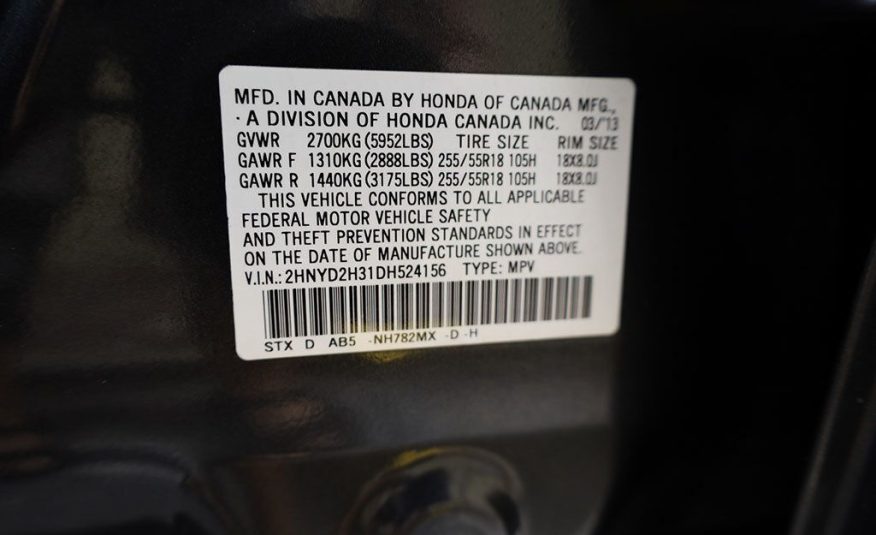 MFD. IN CANADA BY HONDA OF CANADA MFG.,
· A DIVISION OF HONDA CANADA INC. 03/'13
GVWR 2700KG(5952LBS) TIRE SIZE RIM SIZE
GAWR F 1310KG(2888LBS) 255/55R18 105H 18X8.0J
GAWR R 1440KG(3175LBS) 255/55R18 105H 18X8.0J
THIS VEHICLE CONFORMS TO ALL APPLICABLE
FEDERAL MOTOR VEHICLE SAFETY
AND THEFT PREVENTION STANDARDS IN EFFECT
ON THE DATE OF MANUFACTURE SHOWN ABOVE.
V.I.N.: 2HNYD2H31DH524156 TYPE: MPV
STX D AB5 -NH782MX -D -H